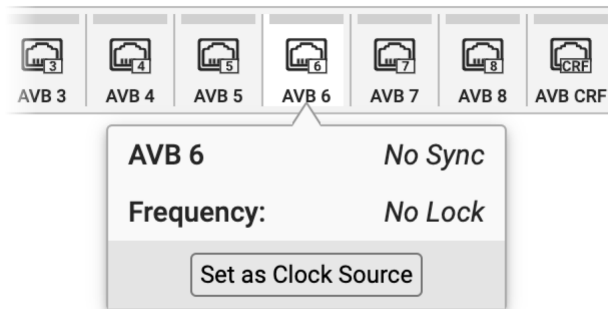 3 4 5 6 7 8 CRF
AVB 3 AVB 4 AVB 5 AVB 6 AVB 7 AVB 8 AVB CRF
AVB 6 No Sync
Frequency: No Lock
Set as Clock Source